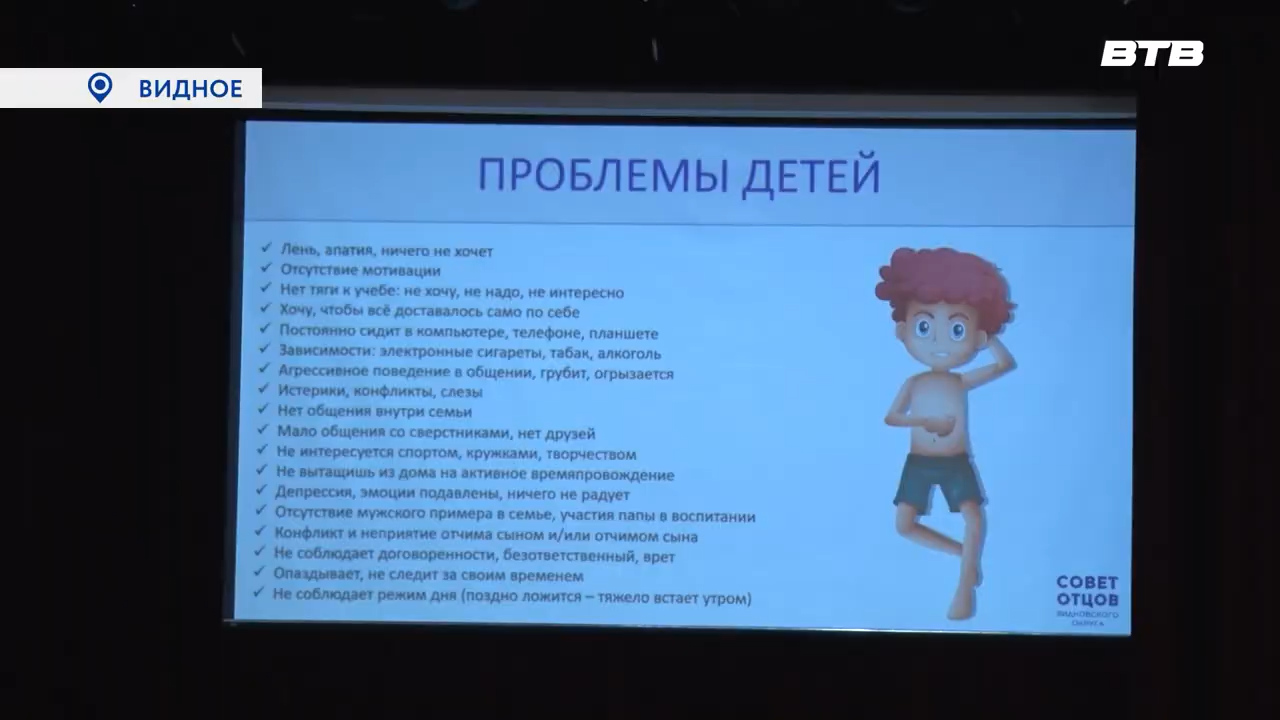 ВТВ
ВИДНОЕ
ПРОБЛЕМЫ ДЕТЕЙ
Лень, апатия, ничего не хочет
Отсутствие мотивации
Нет тяги к учебе: не хочу, не надо, не интересно
Хочу, чтобы всё доставалось само по себе
Постоянно сидит в компьютере, телефоне, планшете
Зависимости: электронные сигареты, табак, алкоголь
Агрессивное поведение в общении, грубит, огрызается
Истерики, конфликты, слезы
Нет общения внутри семьи
Мало общения со сверстниками, нет друзей
Не интересуется спортом, кружками, творчеством
Не вытащишь из дома на активное времяпровождение
Депрессия, эмоции подавлены, ничего не радует
Отсутствие мужского примера в семье, участия папы в воспитании
Конфликт и неприятие отчима сыном и/или отчимом сына
Не соблюдает договоренности, безответственный, врет
Опаздывает, не следит за своим временем
Не соблюдает режим дня (поздно ложится – тяжело встает утром)
СОВЕТ
ОТЦОВ
ВИДНОВСКОГО
ОКРУГА